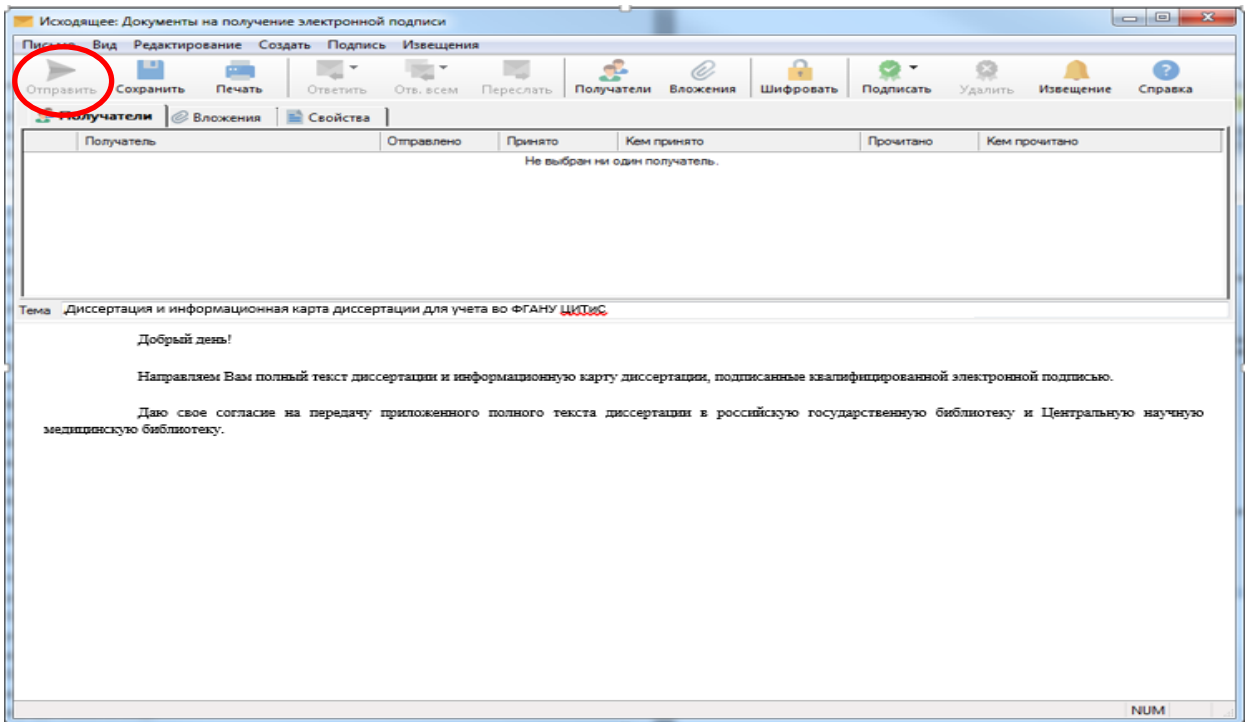 Исходящее: Документы на получение электронной подписи
Письмо Вид Редактирование Создать Подпись Извещения
Отправить Сохранить Печать Ответить Отв. всем Переслать Получатели Вложения Шифровать Подписать Удалить Извещение Справка
Получатели Вложения Свойства
Получатель Отправлено Принято Кем принято Прочитано Кем прочитано
Не выбран ни один получатель.
Тема Диссертация и информационная карта диссертации для учета во ФГАНУ ЦИТиС
Добрый день!
Направляем Вам полный текст диссертации и информационную карту диссертации, подписанные квалифицированной электронной подписью.
Даю свое согласие на передачу приложенного полного текста диссертации в российскую государственную библиотеку и Центральную научную
медицинскую библиотеку.
NUM